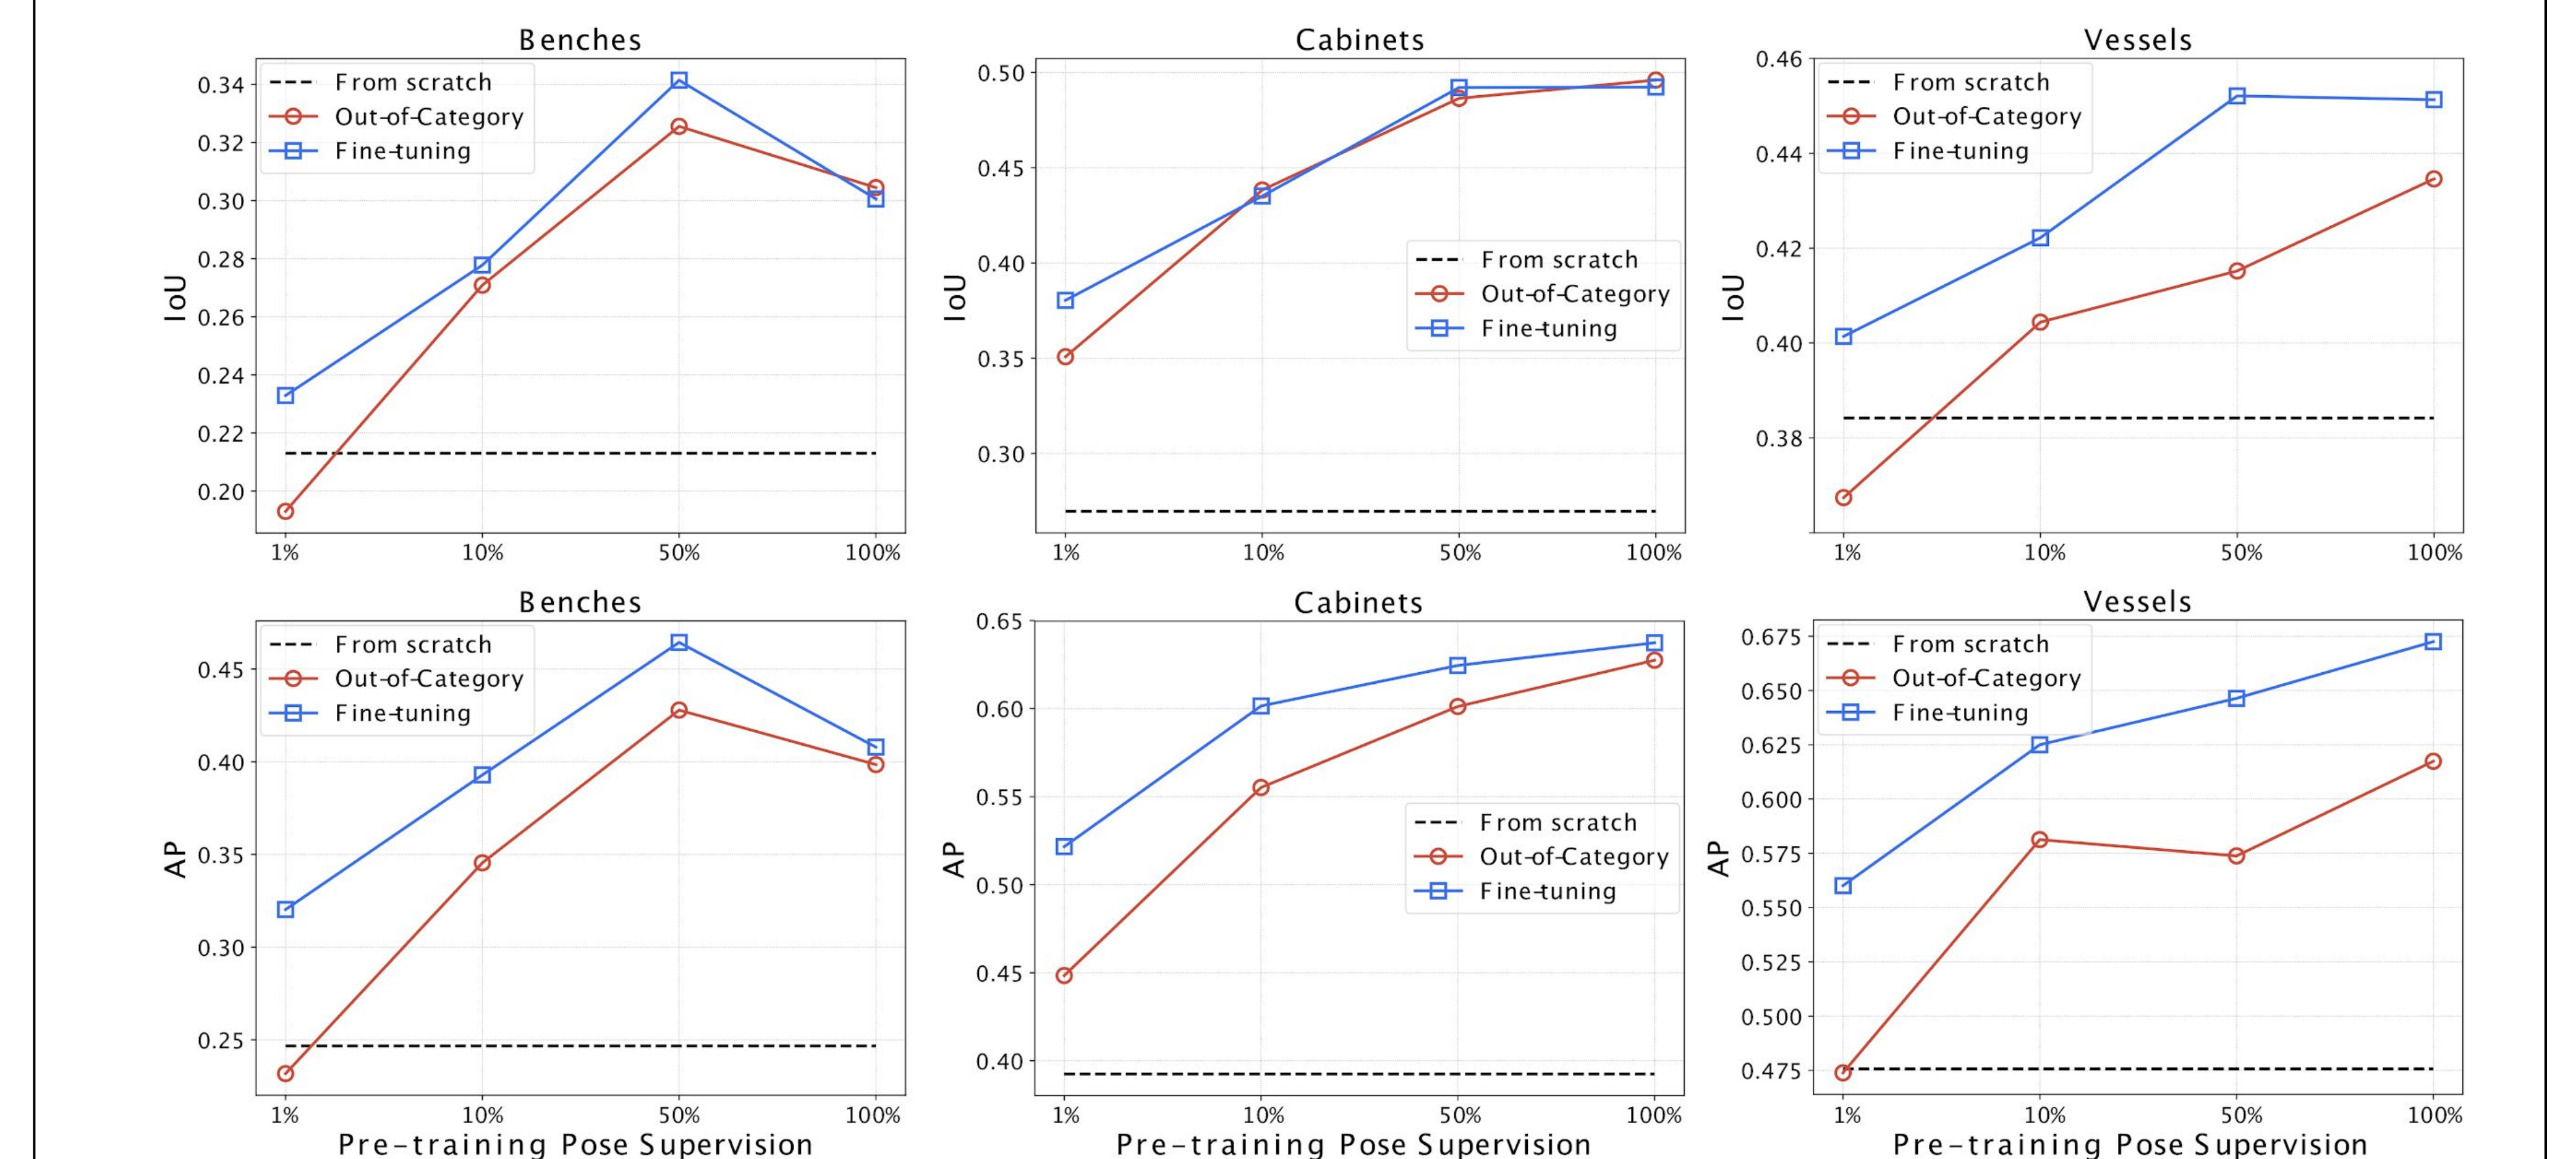 Benches
0.34
0.32
0.30
0.28
0.26
0.24
0.22
0.20
IoU
From scratch
Out-of-Category
Fine-tuning
1% 10% 50% 100%
Cabinets
0.50
0.45
0.40
0.35
0.30
IoU
From scratch
Out-of-Category
Fine-tuning
1% 10% 50% 100%
Vessels
0.46
0.44
0.42
0.40
0.38
IoU
From scratch
Out-of-Category
Fine-tuning
1% 10% 50% 100%
Benches
0.45
0.40
0.35
0.30
0.25
AP
From scratch
Out-of-Category
Fine-tuning
1% 10% 50% 100%
Pre-training Pose Supervision
Cabinets
0.65
0.60
0.55
0.50
0.45
0.40
AP
From scratch
Out-of-Category
Fine-tuning
1% 10% 50% 100%
Pre-training Pose Supervision
Vessels
0.675
0.650
0.625
0.600
0.575
0.550
0.525
0.500
0.475
AP
From scratch
Out-of-Category
Fine-tuning
1% 10% 50% 100%
Pre-training Pose Supervision